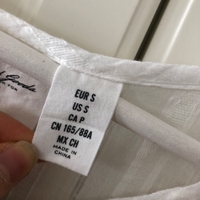 EUR S
US S
CA P
CN 165/88A
MX CH
MADE IN
CHINA